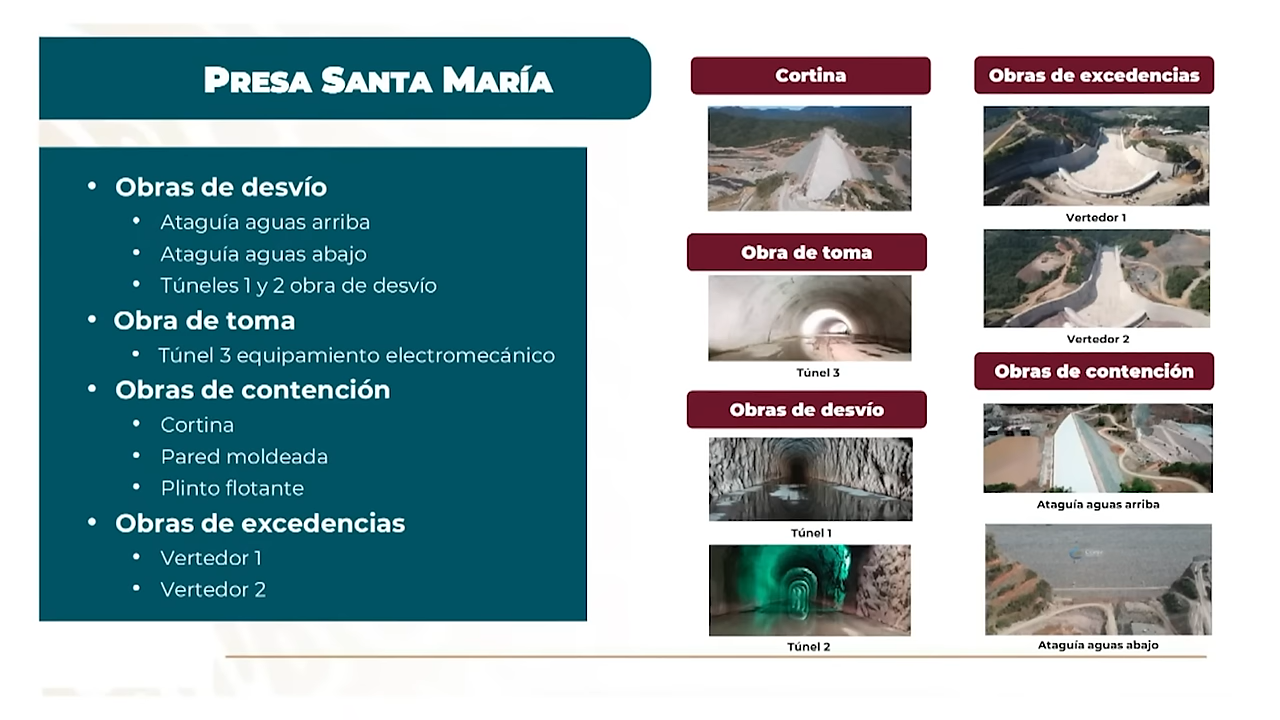 PRESA SANTA MARÍA
• Obras de desvío
• Ataguía aguas arriba
• Ataguía aguas abajo
• Túneles 1 y 2 obra de desvío
• Obra de toma
• Túnel 3 equipamiento electromecánico
• Obras de contención
• Cortina
• Pared moldeada
• Plinto flotante
• Obras de excedencias
• Vertedor 1
• Vertedor 2
Cortina
Obra de toma
Túnel 3
Obras de desvío
Túnel 1
Túnel 2
Obras de excedencias
Vertedor 1
Vertedor 2
Obras de contención
Ataguía aguas arriba
Ataguía aguas abajo